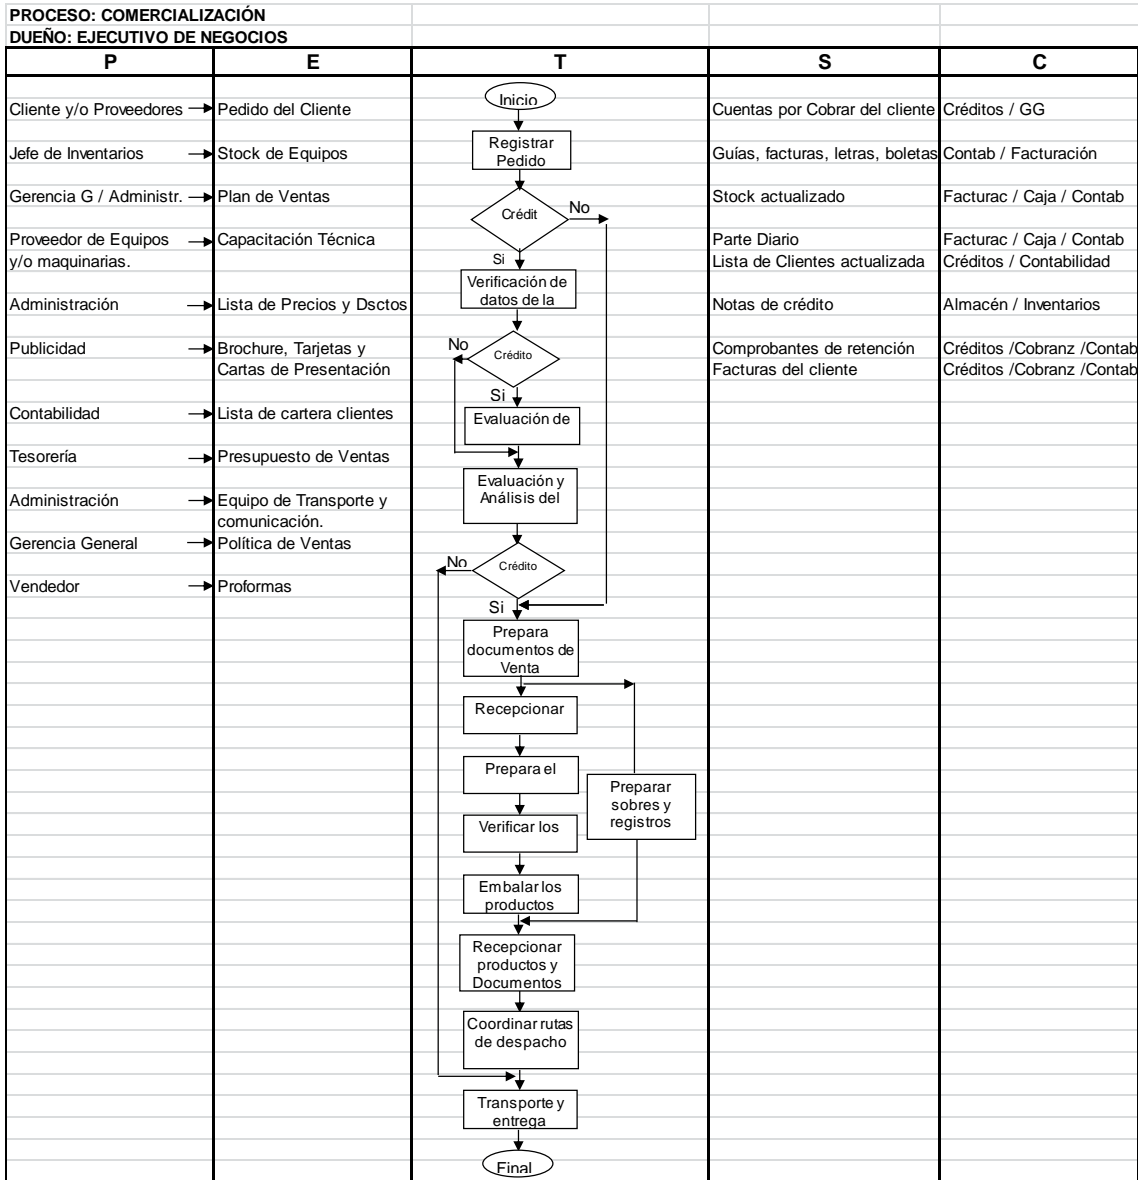 PROCESO: COMERCIALIZACIÓN
DUEÑO: EJECUTIVO DE NEGOCIOS
P E T S C
Cliente y/o Proveedores Pedido del Cliente
Jefe de Inventarios Stock de Equipos
Gerencia G / Administr. Plan de Ventas
Proveedor de Equipos Capacitación Técnica
y/o maquinarias.
Administración Lista de Precios y Dsctos
Publicidad Brochure, Tarjetas y
Cartas de Presentación
Contabilidad Lista de cartera clientes
Tesorería Presupuesto de Ventas
Administración Equipo de Transporte y
comunicación.
Gerencia General Política de Ventas
Vendedor Proformas
Inicio
Registrar
Pedido
Crédit
No
Si
Verificación de
datos de la
Crédito
No
Si
Evaluación de
Evaluación y
Análisis del
Crédito
No
Si
Prepara
documentos de
Venta
Recepcionar
Prepara el
Preparar
sobres y
registros
Verificar los
Embalar los
productos
Recepcionar
productos y
Documentos
Coordinar rutas
de despacho
Transporte y
entrega
Final
Cuentas por Cobrar del cliente Créditos / GG
Guías, facturas, letras, boletas Contab / Facturación
Stock actualizado Facturac / Caja / Contab
Parte Diario Facturac / Caja / Contab
Lista de Clientes actualizada Créditos / Contabilidad
Notas de crédito Almacén / Inventarios
Comprobantes de retención Créditos /Cobranz /Contab
Facturas del cliente Créditos /Cobranz /Contab